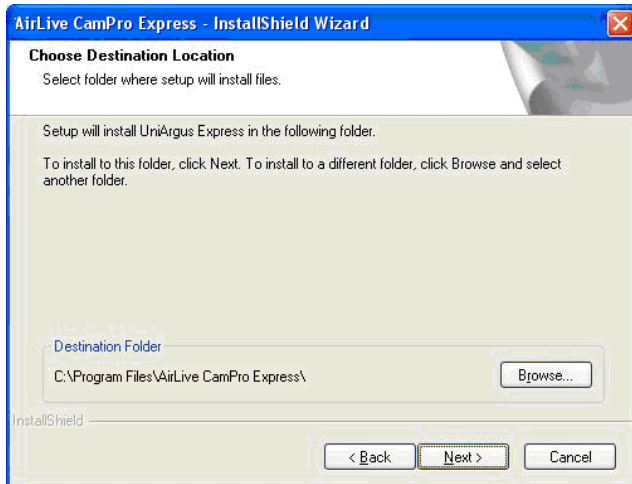 AirLive CamPro Express - InstallShield Wizard
Choose Destination Location
Select folder where setup will install files.
Setup will install UniArgus Express in the following folder.
To install to this folder, click Next. To install to a different folder, click Browse and select
another folder.
Destination Folder
C:\Program Files\AirLive CamPro Express\
Browse...
InstallShield
< Back
Next >
Cancel